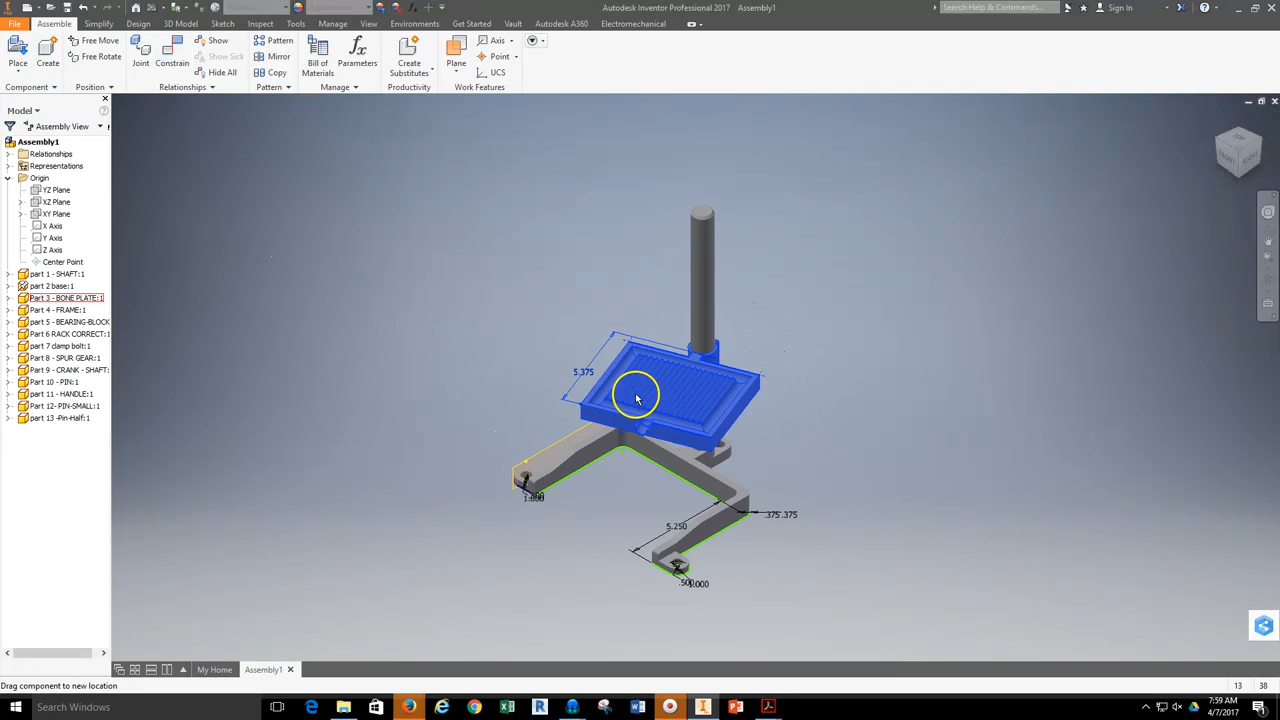 Autodesk Inventor Professional 2017 Assembly1
Search Help & Commands...
Sign In
File Assemble Simplify Design 3D Model Sketch Inspect Tools Manage View Environments Get Started Vault Autodesk A360 Electromechanical
Place Create Free Move Free Rotate Joint Constrain Show Show Sick Hide All Pattern Mirror Copy Bill of Materials Parameters Create Substitutes Plane Axis Point UCS
Component Position Relationships Pattern Manage Productivity Work Features
Model
Assembly View
Assembly1
Relationships
Representations
Origin
YZ Plane
XZ Plane
XY Plane
X Axis
Y Axis
Z Axis
Center Point
part 1 - SHAFT:1
part 2 base:1
Part 3 - BONE PLATE:1
Part 4 - FRAME:1
part 5 - BEARING-BLOCK
Part 6 RACK CORRECT:1
part 7 clamp bolt:1
Part 8 - SPUR GEAR:1
Part 9 - CRANK - SHAFT:
Part 10 - PIN:1
part 11 - HANDLE:1
Part 12- PIN-SMALL:1
part 13 -Pin-Half:1
TOP
5.375
5.250
.375
.375
My Home Assembly1
Drag component to new location
13 38
Search Windows
7:59 AM
4/7/2017